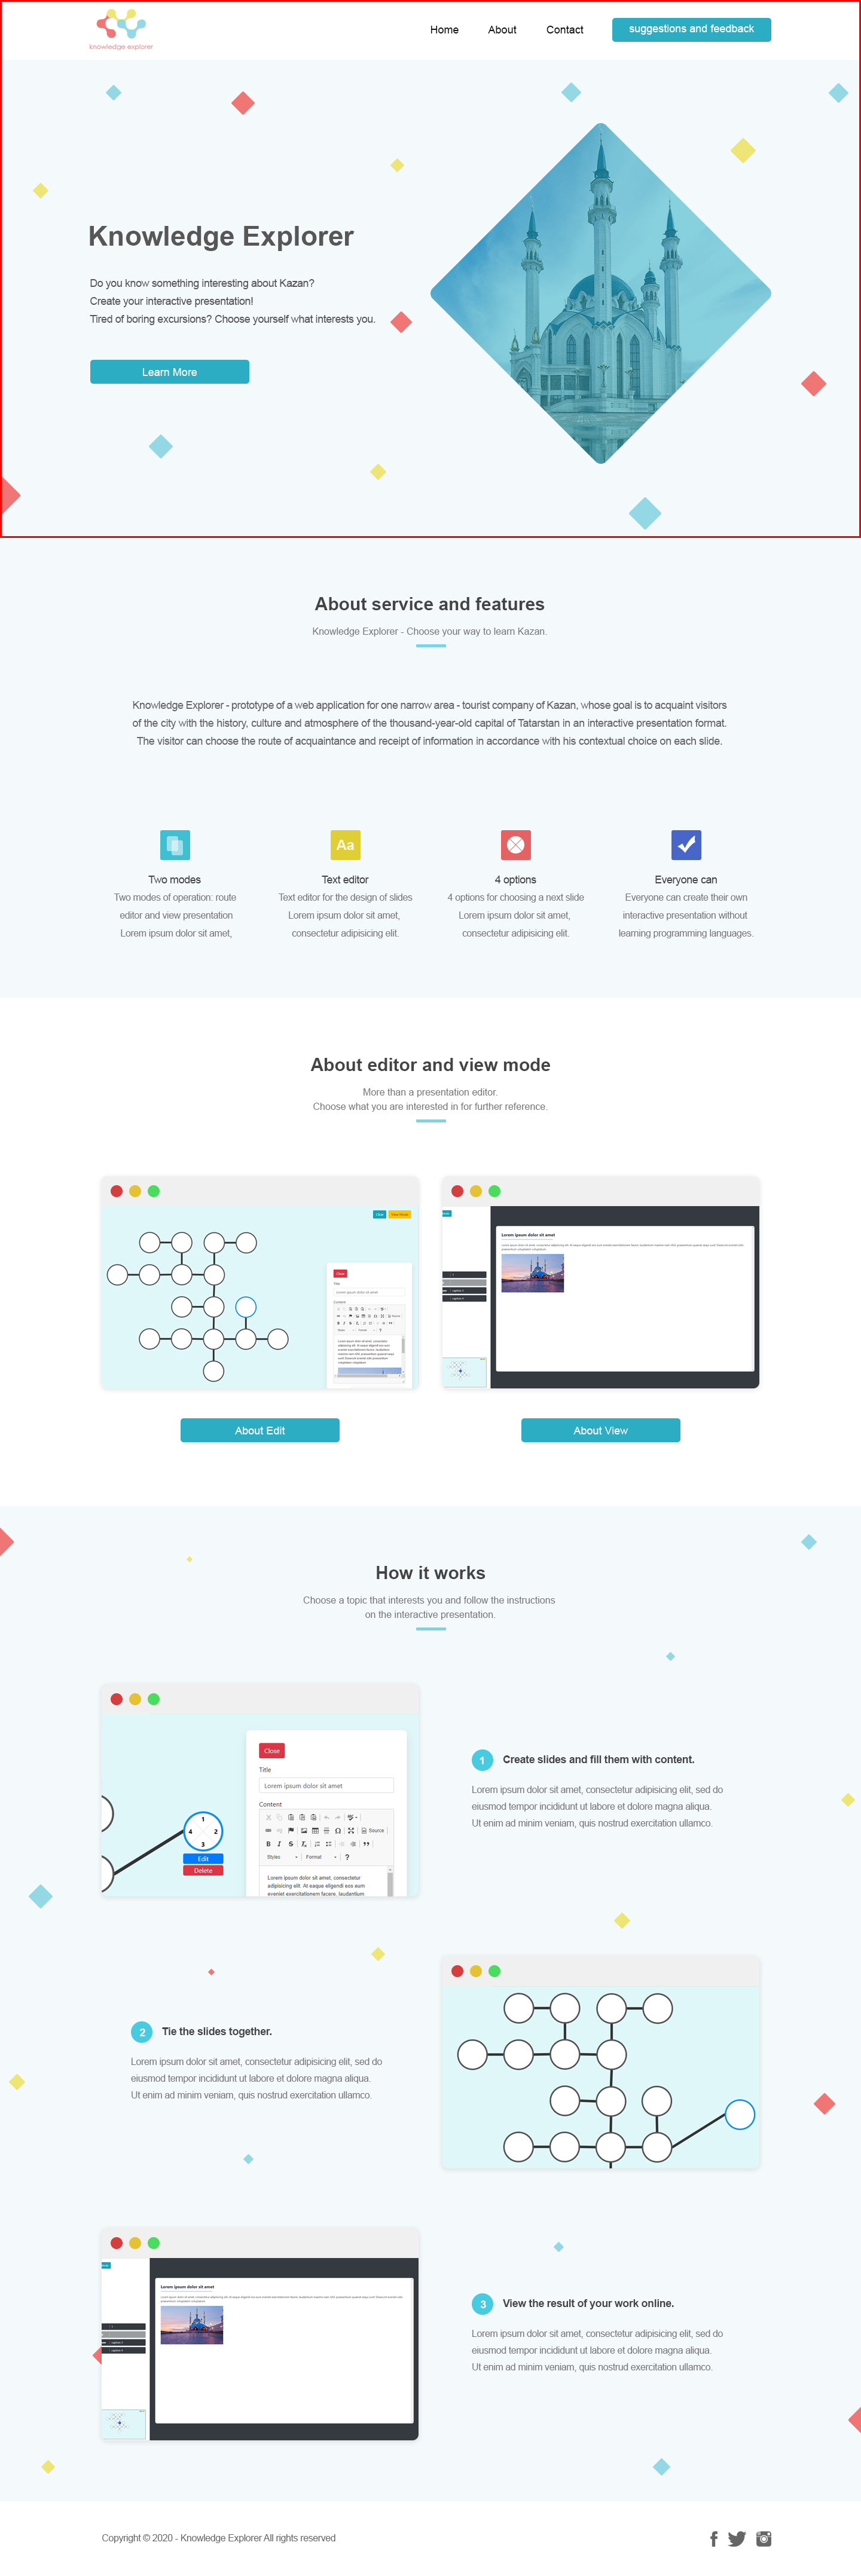 knowledge explorer
Home
About
Contact
suggestions and feedback
Knowledge Explorer
Do you know something interesting about Kazan?
Create your interactive presentation!
Tired of boring excursions? Choose yourself what interests you.
Learn More
About service and features
Knowledge Explorer - Choose your way to learn Kazan.
Knowledge Explorer - prototype of a web application for one narrow area - tourist company of Kazan, whose goal is to acquaint visitors
of the city with the history, culture and atmosphere of the thousand-year-old capital of Tatarstan in an interactive presentation format.
The visitor can choose the route of acquaintance and receipt of information in accordance with his contextual choice on each slide.
Two modes
Two modes of operation: route
editor and view presentation
Lorem ipsum dolor sit amet,
Aa
Text editor
Text editor for the design of slides
Lorem ipsum dolor sit amet,
consectetur adipisicing elit.
4 options
4 options for choosing a next slide
Lorem ipsum dolor sit amet,
consectetur adipisicing elit.
Everyone can
Everyone can create their own
interactive presentation without
learning programming languages.
About editor and view mode
More than a presentation editor.
Choose what you are interested in for further reference.
Close
Title
Lorem ipsum dolor sit amet
Content
Lorem ipsum dolor sit amet
About Edit
About View
How it works
Choose a topic that interests you and follow the instructions
on the interactive presentation.
1
4 2
3
Edit
Delete
Close
Title
Lorem ipsum dolor sit amet
Content
Source
B I S
Styles Format ?
Lorem ipsum dolor sit amet, consectetur
adipisicing elit. At eaque eligendi eos eum
eveniet exercitationem facere, laudantium
1 Create slides and fill them with content.
Lorem ipsum dolor sit amet, consectetur adipisicing elit, sed do
eiusmod tempor incididunt ut labore et dolore magna aliqua.
Ut enim ad minim veniam, quis nostrud exercitation ullamco.
2 Tie the slides together.
Lorem ipsum dolor sit amet, consectetur adipisicing elit, sed do
eiusmod tempor incididunt ut labore et dolore magna aliqua.
Ut enim ad minim veniam, quis nostrud exercitation ullamco.
Lorem ipsum dolor sit amet
3 View the result of your work online.
Lorem ipsum dolor sit amet, consectetur adipisicing elit, sed do
eiusmod tempor incididunt ut labore et dolore magna aliqua.
Ut enim ad minim veniam, quis nostrud exercitation ullamco.
Copyright © 2020 - Knowledge Explorer All rights reserved